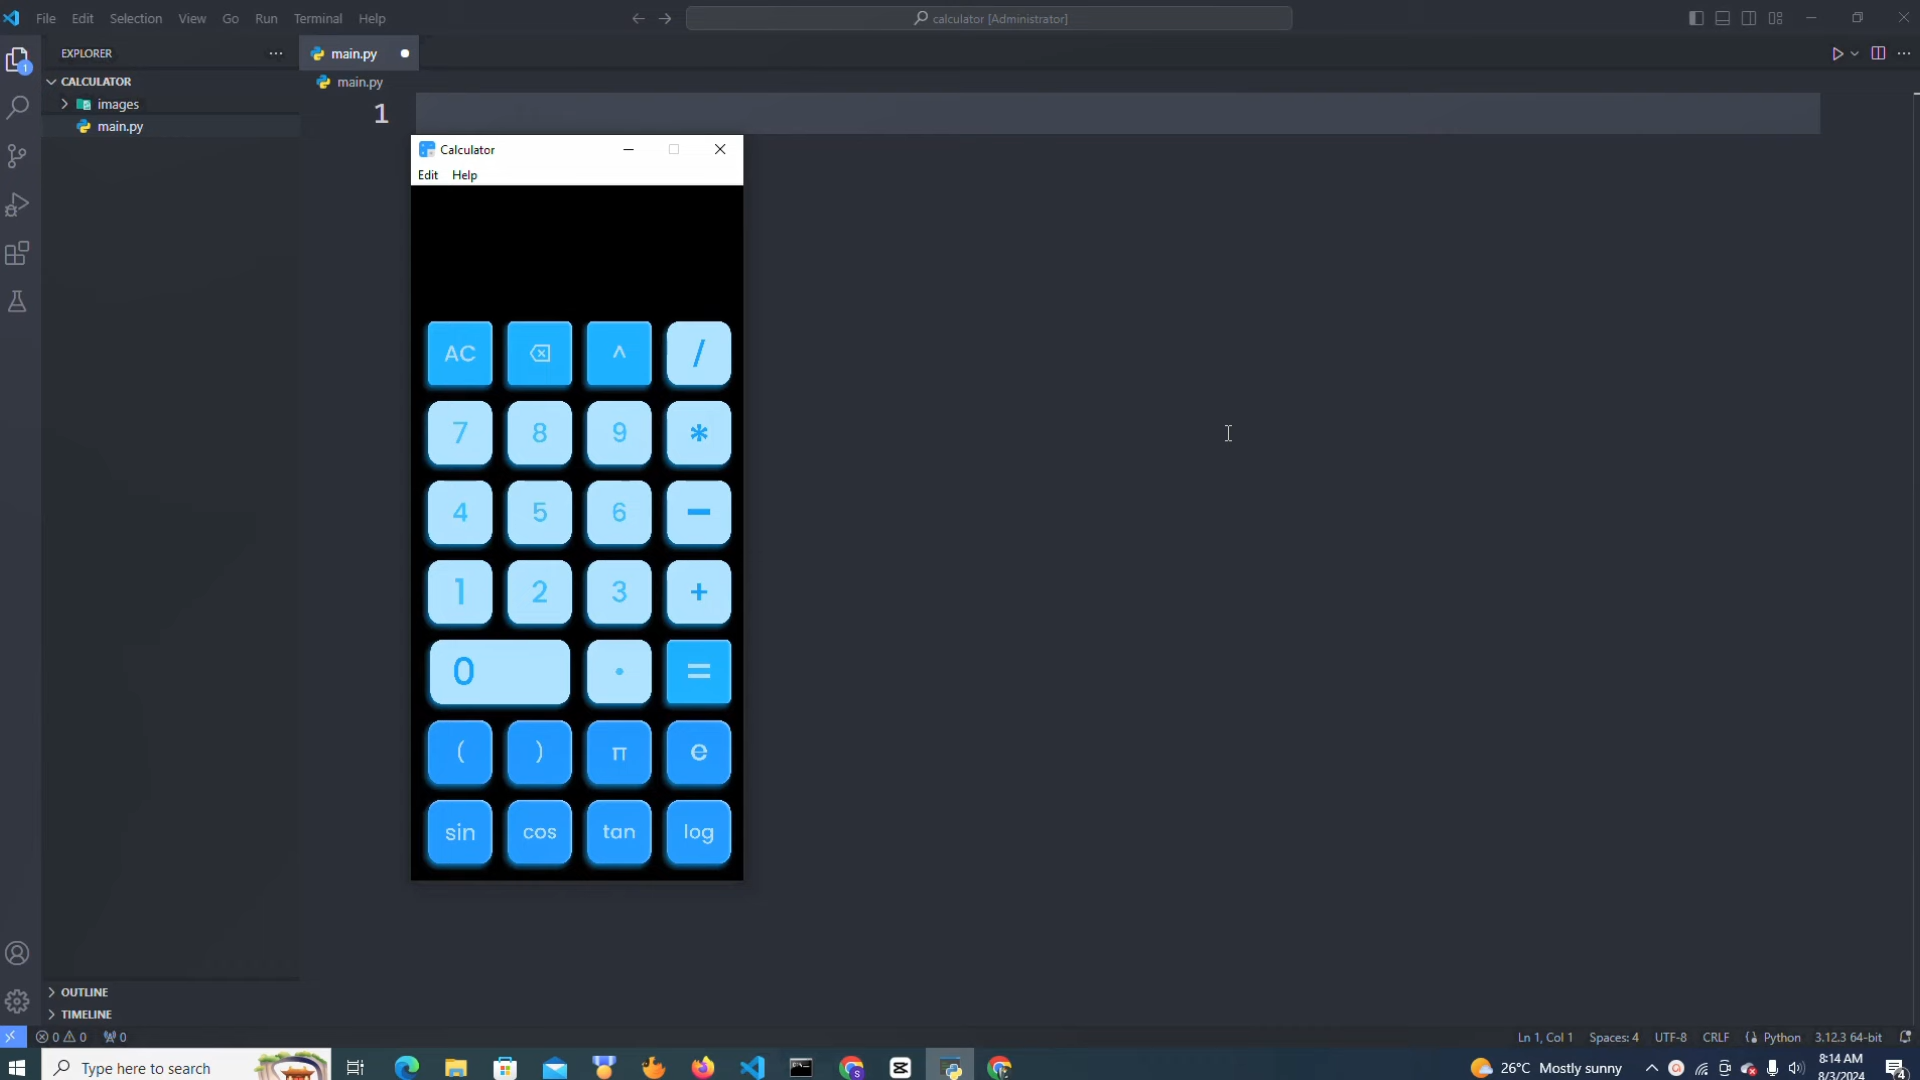 File Edit Selection View Go Run Terminal Help
calculator [Administrator]
EXPLORER
main.py
CALCULATOR
main.py
images
main.py
1
1
Calculator
Edit Help
AC ^ /
7 8 9 *
4 5 6 −
1 2 3 +
0 . =
( ) π e
sin cos tan log
OUTLINE
TIMELINE
0 0 0
Ln 1, Col 1 Spaces: 4 UTF-8 CRLF Python 3.12.3 64-bit
Type here to search
26°C Mostly sunny
8:14 AM
8/3/2024
4